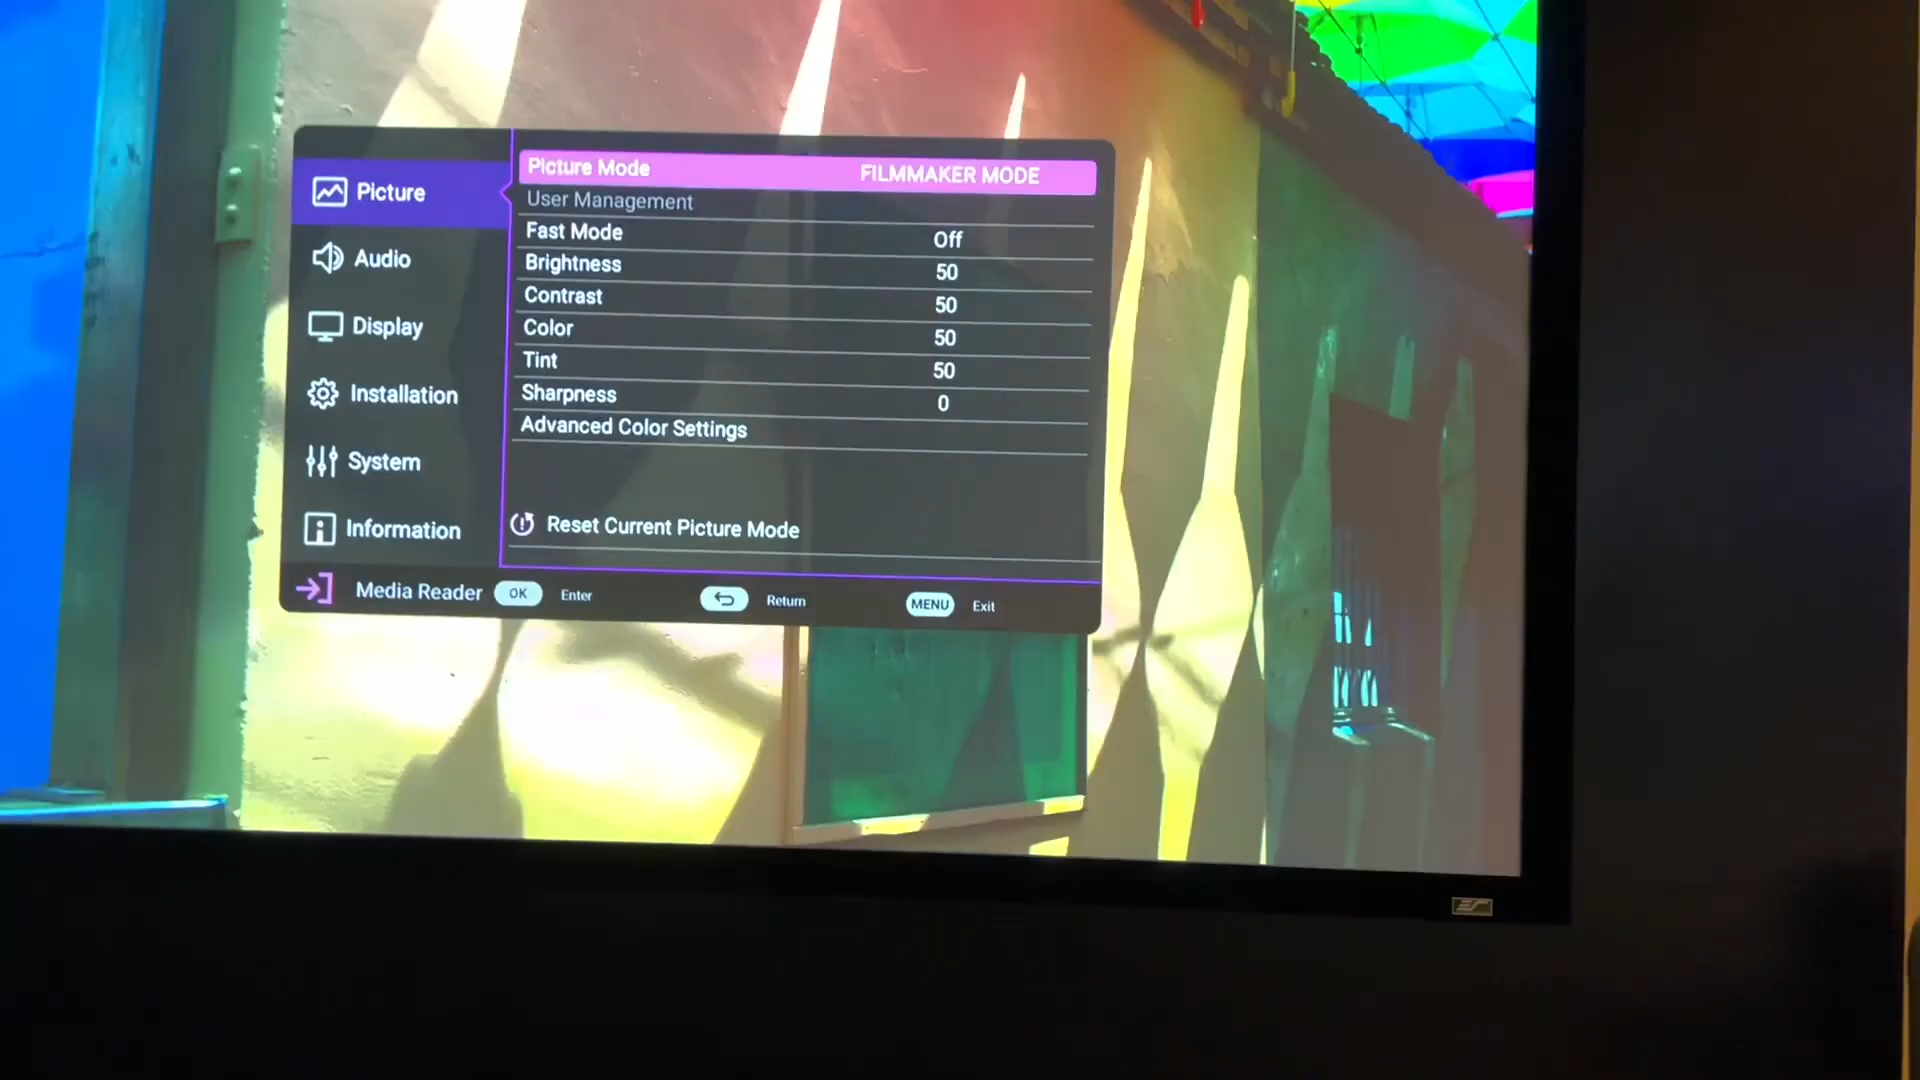 Picture
Audio
Display
Installation
System
Information
Picture Mode FILMMAKER MODE
User Management
Fast Mode Off
Brightness 50
Contrast 50
Color 50
Tint 50
Sharpness 0
Advanced Color Settings
Reset Current Picture Mode
Media Reader OK Enter Return MENU Exit